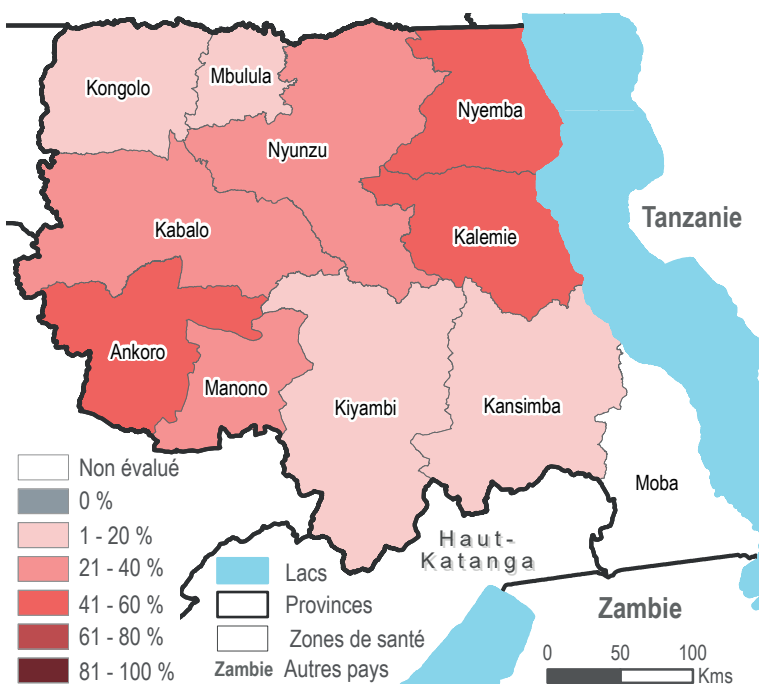 Kongolo
Mbulula
Nyemba
Nyunzu
Tanzanie
Kabalo
Kalemie
Ankoro
Manono
Kiyambi
Kansimba
Moba
Haut-
Katanga
Zambie
Non évalué
0 %
1 - 20 %
21 - 40 %
41 - 60 %
61 - 80 %
81 - 100 %
Lacs
Provinces
Zones de santé
Zambie Autres pays
0 50 100
Kms